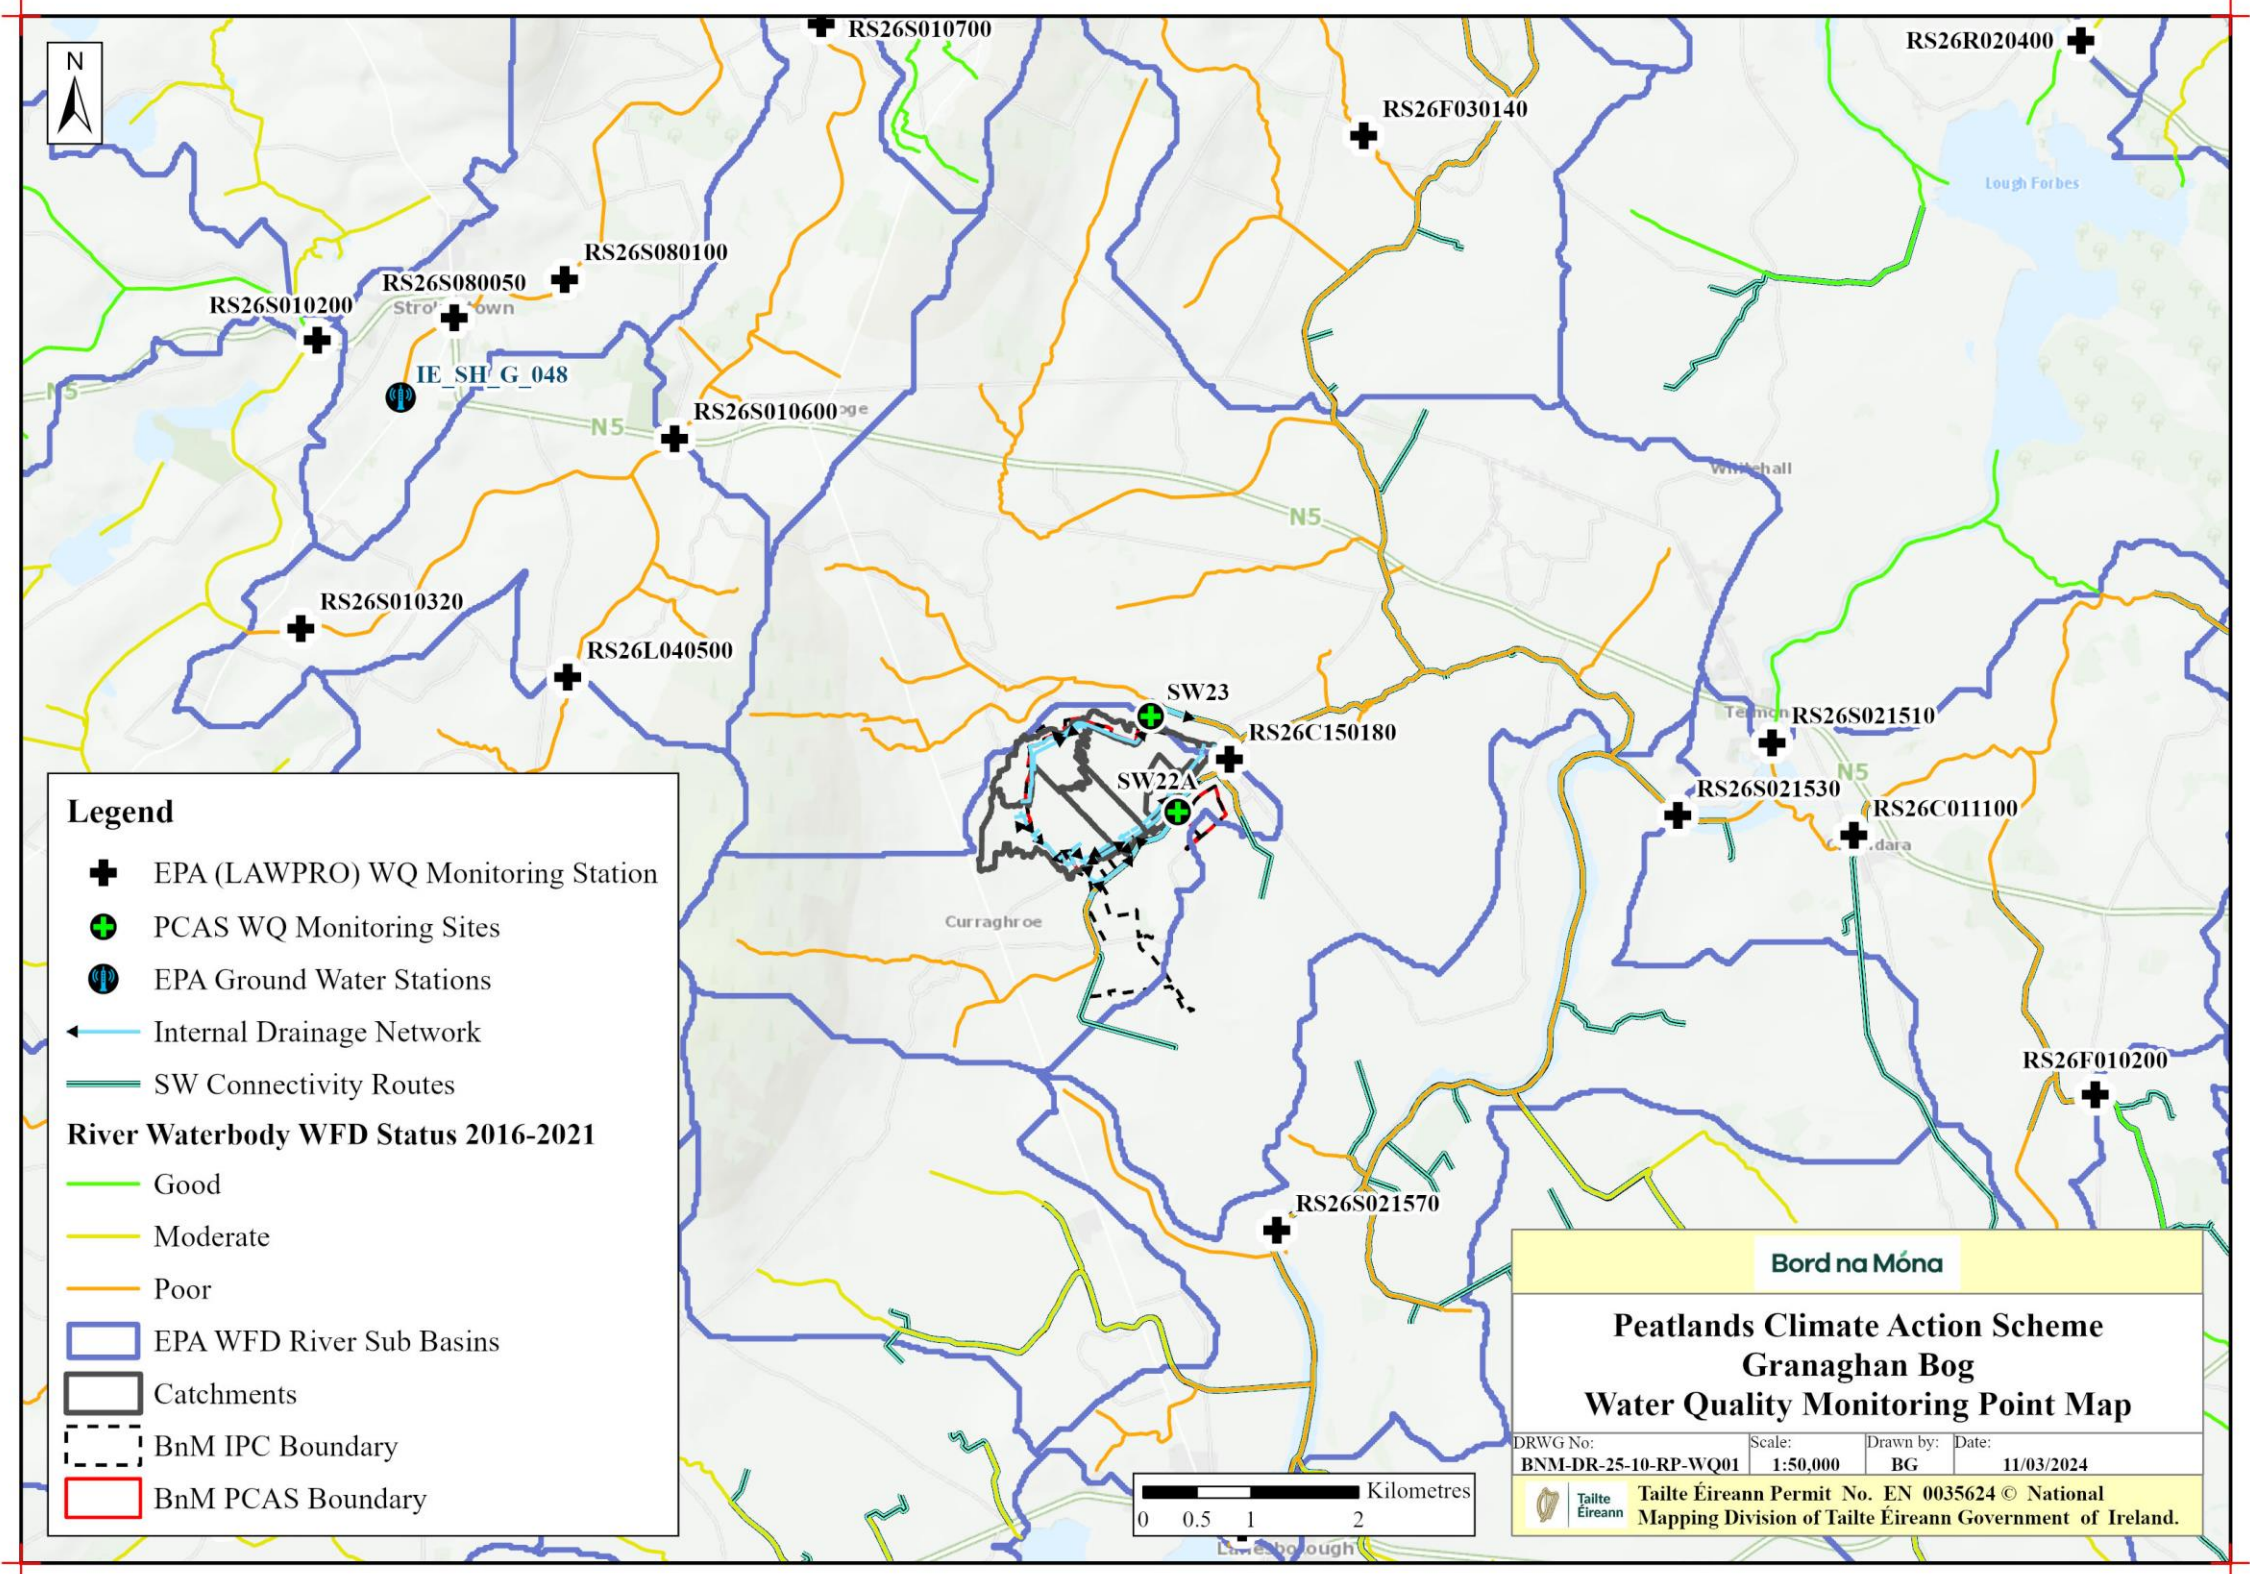 RS26S010700
RS26R020400
N
RS26F030140
Lough Forbes
RS26S080100
RS26S080050
RS26S010200
IE_SH_G_048
N5
RS26S010600
N5
Whitehall
N5
RS26S010320
RS26L040500
SW23
RS26S021510
RS26C150180
N5
SW22A
RS26S021530
RS26C011100
Curraghroe
RS26F010200
RS26S021570
Legend
EPA (LAWPRO) WQ Monitoring Station
PCAS WQ Monitoring Sites
EPA Ground Water Stations
Internal Drainage Network
SW Connectivity Routes
River Waterbody WFD Status 2016-2021
Good
Moderate
Poor
EPA WFD River Sub Basins
Catchments
BnM IPC Boundary
BnM PCAS Boundary
Kilometres
0 0.5 1 2
Bord na Móna
Peatlands Climate Action Scheme
Granaghan Bog
Water Quality Monitoring Point Map
DRWG No: Scale: Drawn by: Date:
BNM-DR-25-10-RP-WQ01 1:50,000 BG 11/03/2024
Tailte
Éireann
Tailte Éireann Permit No. EN 0035624 © National
Mapping Division of Tailte Éireann Government of Ireland.